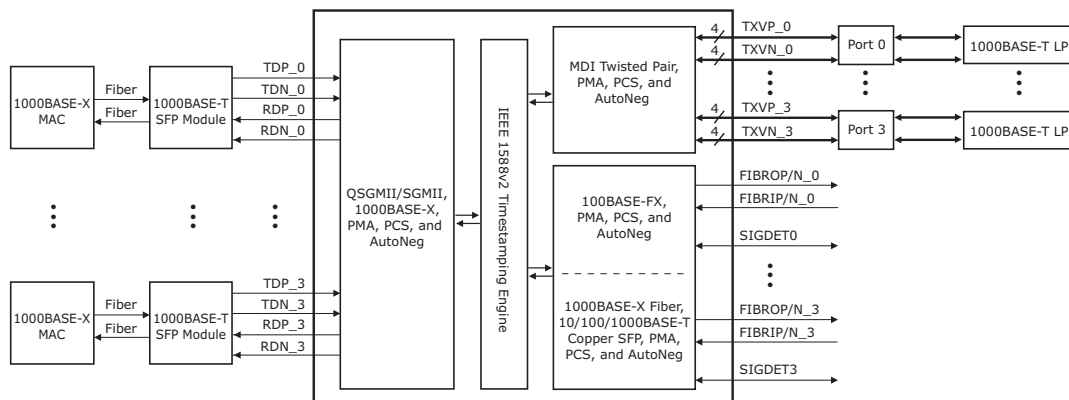 1000BASE-X
MAC
Fiber
Fiber
1000BASE-T
SFP Module
TDP_0
TDN_0
RDP_0
RDN_0
1000BASE-X
MAC
Fiber
Fiber
1000BASE-T
SFP Module
TDP_3
TDN_3
RDP_3
RDN_3
QSGMII/SGMII,
1000BASE-X,
PMA, PCS, and
AutoNeg
IEEE 1588v2 Timestamping Engine
MDI Twisted Pair,
PMA, PCS, and
AutoNeg
100BASE-FX,
PMA, PCS, and
AutoNeg
1000BASE-X Fiber,
10/100/1000BASE-T
Copper SFP, PMA,
PCS, and AutoNeg
4 TXVP_0
4 TXVN_0
4 TXVP_3
4 TXVN_3
Port 0
Port 3
1000BASE-T LP
1000BASE-T LP
FIBROP/N_0
FIBRIP/N_0
SIGDET0
FIBROP/N_3
FIBRIP/N_3
SIGDET3